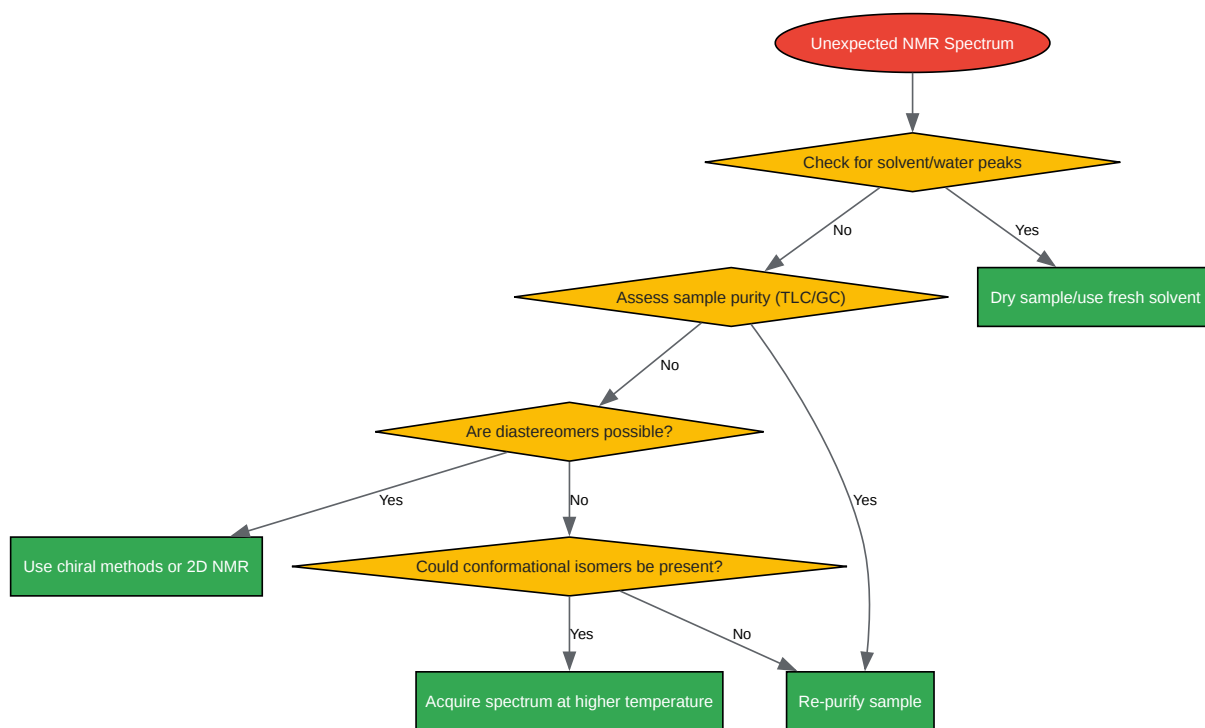 Unexpected NMR Spectrum
Check for solvent/water peaks
No
Yes
Assess sample purity (TLC/GC)
Dry sample/use fresh solvent
No
Are diastereomers possible?
Yes
No
Yes
Use chiral methods or 2D NMR
Could conformational isomers be present?
Yes
No
Acquire spectrum at higher temperature
Re-purify sample